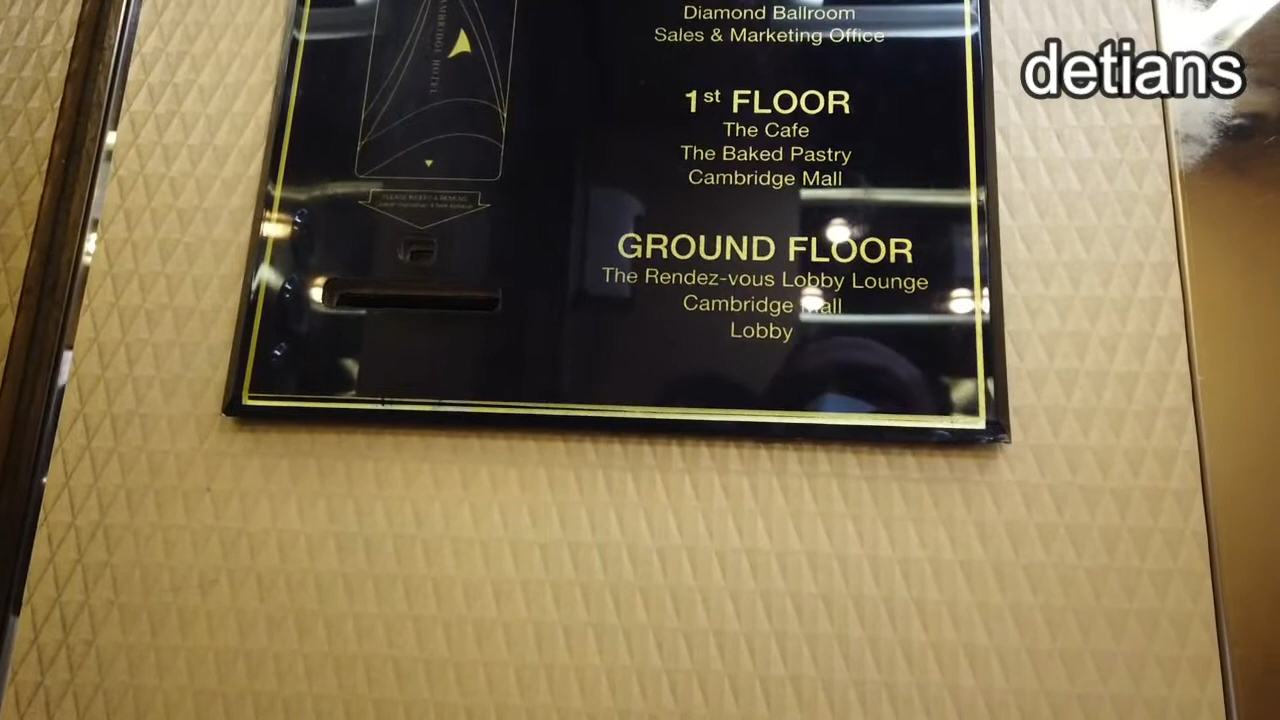 Diamond Ballroom
Sales & Marketing Office
detians
1st FLOOR
The Cafe
The Baked Pastry
Cambridge Mall
GROUND FLOOR
The Rendez-vous Lobby Lounge
Cambridge Mall
Lobby
HOTEL